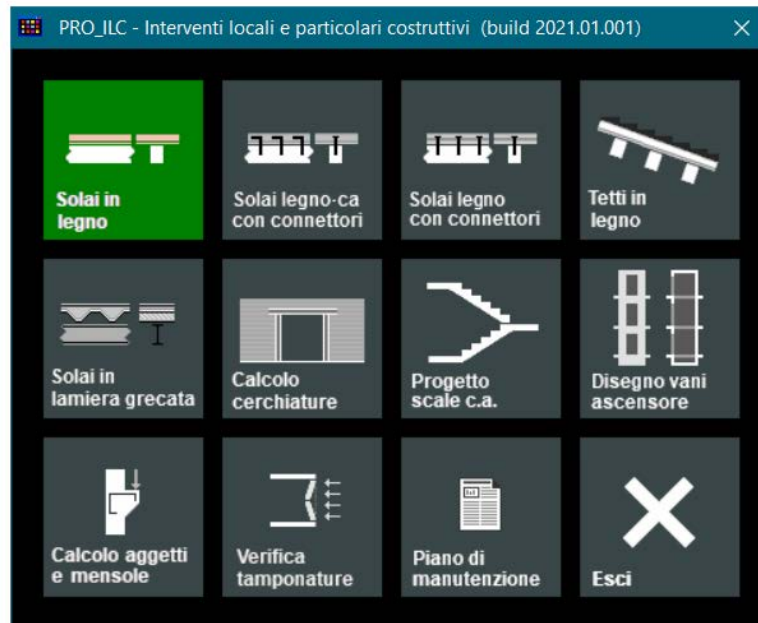 PRO_ILC - Interventi locali e particolari costruttivi (build 2021.01.001)
Solai in
legno
Solai legno-ca
con connettori
Solai legno
con connettori
Tetti in
legno
Solai in
lamiera grecata
Calcolo
cerchiature
Progetto
scale c.a.
Disegno vani
ascensore
Calcolo aggetti
e mensole
Verifica
tamponature
Piano di
manutenzione
Esci